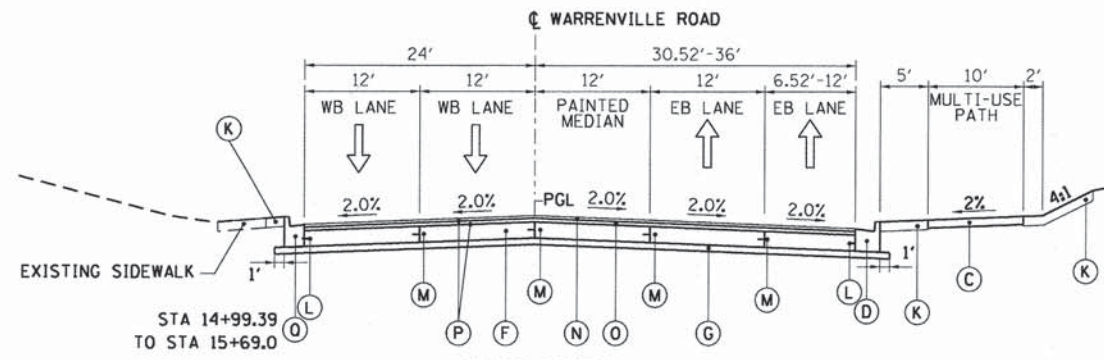 ℄ WARRENVILLE ROAD
24' 30.52'-36'
12' 12' 12' 12' 6.52'-12' 5' 10' 2'
WB LANE WB LANE PAINTED MEDIAN EB LANE EB LANE MULTI-USE PATH
K
2.0% 2.0% PGL 2.0% 2.0% 2.0% 2% 4:1
EXISTING SIDEWALK
1' 1'
STA 14+99.39
TO STA 15+69.0
Q L M P F M N O M G M L D K C K